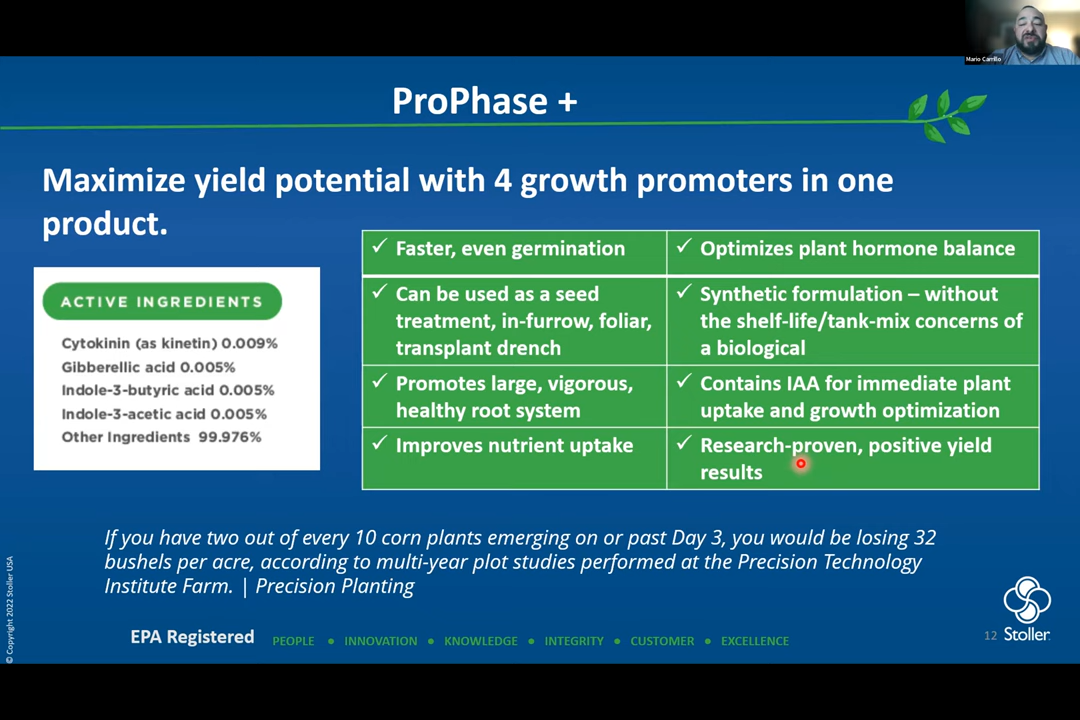 Mario Carrillo
ProPhase +
Maximize yield potential with 4 growth promoters in one
product.
ACTIVE INGREDIENTS
Cytokinin (as kinetin) 0.009%
Gibberellic acid 0.005%
Indole-3-butyric acid 0.005%
Indole-3-acetic acid 0.005%
Other Ingredients 99.976%
✓ Faster, even germination
✓ Optimizes plant hormone balance
✓ Can be used as a seed
treatment, in-furrow, foliar,
transplant drench
✓ Synthetic formulation – without
the shelf-life/tank-mix concerns of
a biological
✓ Promotes large, vigorous,
healthy root system
✓ Contains IAA for immediate plant
uptake and growth optimization
✓ Improves nutrient uptake
✓ Research-proven, positive yield
results
If you have two out of every 10 corn plants emerging on or past Day 3, you would be losing 32
bushels per acre, according to multi-year plot studies performed at the Precision Technology
Institute Farm. | Precision Planting
EPA Registered
PEOPLE • INNOVATION • KNOWLEDGE • INTEGRITY • CUSTOMER • EXCELLENCE
12
Stoller
© Copyright 2022 Stoller USA